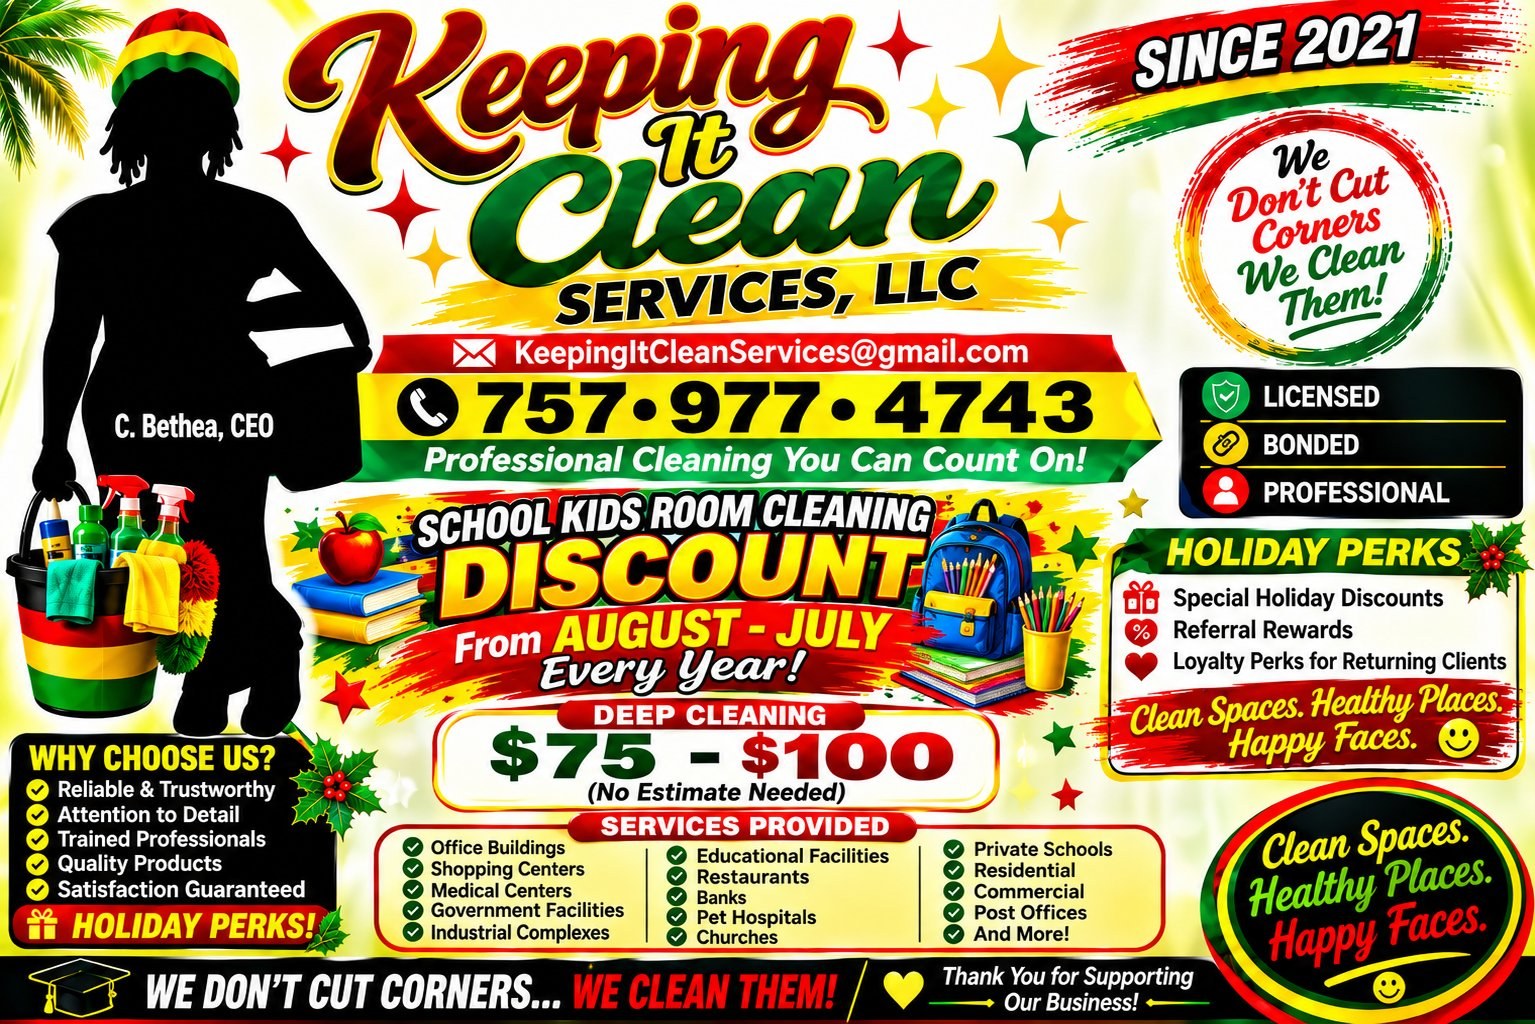 Keeping
It
Clean
SERVICES, LLC
SINCE 2021
We
Don't Cut
Corners
We Clean
Them!
KeepingItCleanServices@gmail.com
757•977•4743
Professional Cleaning You Can Count On!
C. Bethea, CEO
LICENSED
BONDED
PROFESSIONAL
SCHOOL KIDS ROOM CLEANING
DISCOUNT
From AUGUST - JULY
Every Year!
HOLIDAY PERKS
Special Holiday Discounts
Referral Rewards
Loyalty Perks for Returning Clients
Clean Spaces. Healthy Places.
Happy Faces.
DEEP CLEANING
$75 - $100
(No Estimate Needed)
WHY CHOOSE US?
Reliable & Trustworthy
Attention to Detail
Trained Professionals
Quality Products
Satisfaction Guaranteed
HOLIDAY PERKS!
SERVICES PROVIDED
Office Buildings
Shopping Centers
Medical Centers
Government Facilities
Industrial Complexes
Educational Facilities
Restaurants
Banks
Pet Hospitals
Churches
Private Schools
Residential
Commercial
Post Offices
And More!
Clean Spaces.
Healthy Places.
Happy Faces.
WE DON'T CUT CORNERS... WE CLEAN THEM!
Thank You for Supporting
Our Business!